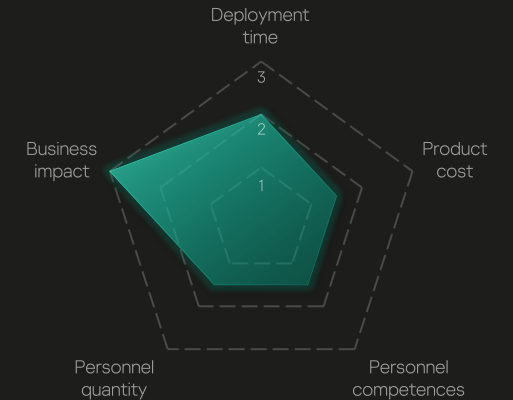 Deployment
time
3
2
Business
impact
Product
cost
1
Personnel
quantity
Personnel
competences